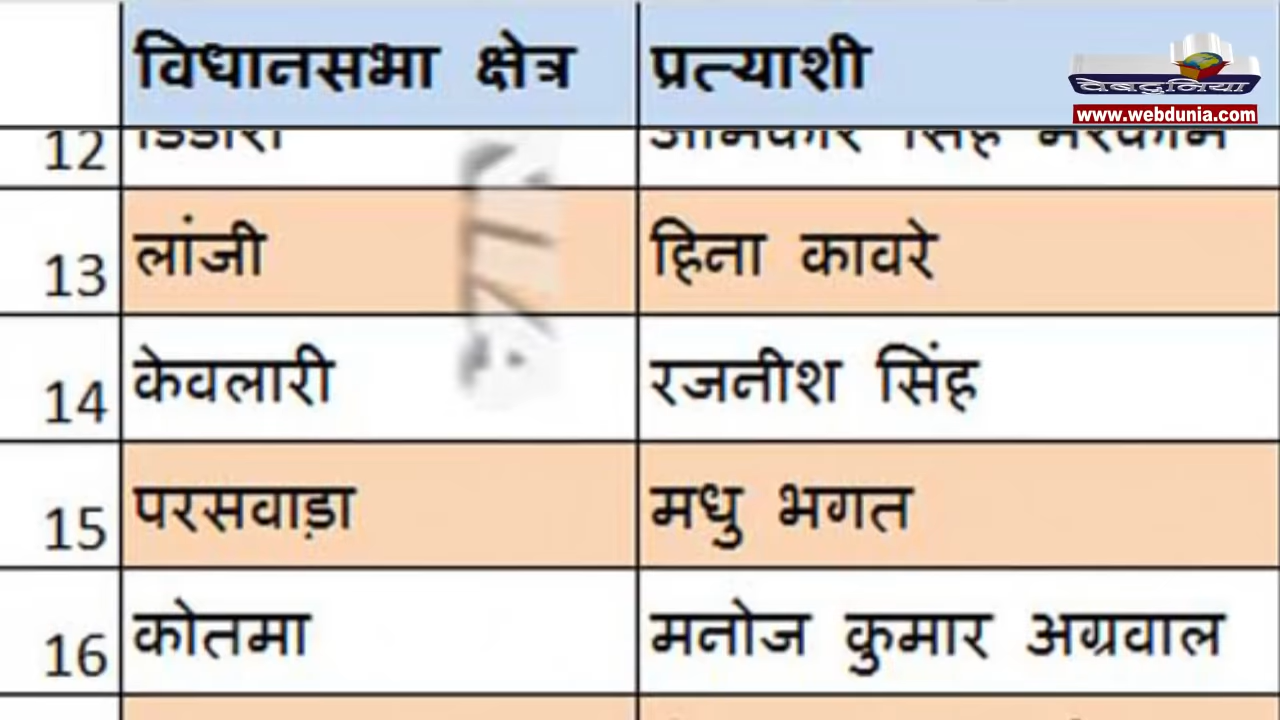 विधानसभा क्षेत्र प्रत्याशी
वेबदुनिया
www.webdunia.com
12
13 लांजी हिना कावरे
14 केवलारी रजनीश सिंह
15 परसवाड़ा मधु भगत
16 कोतमा मनोज कुमार अग्रवाल